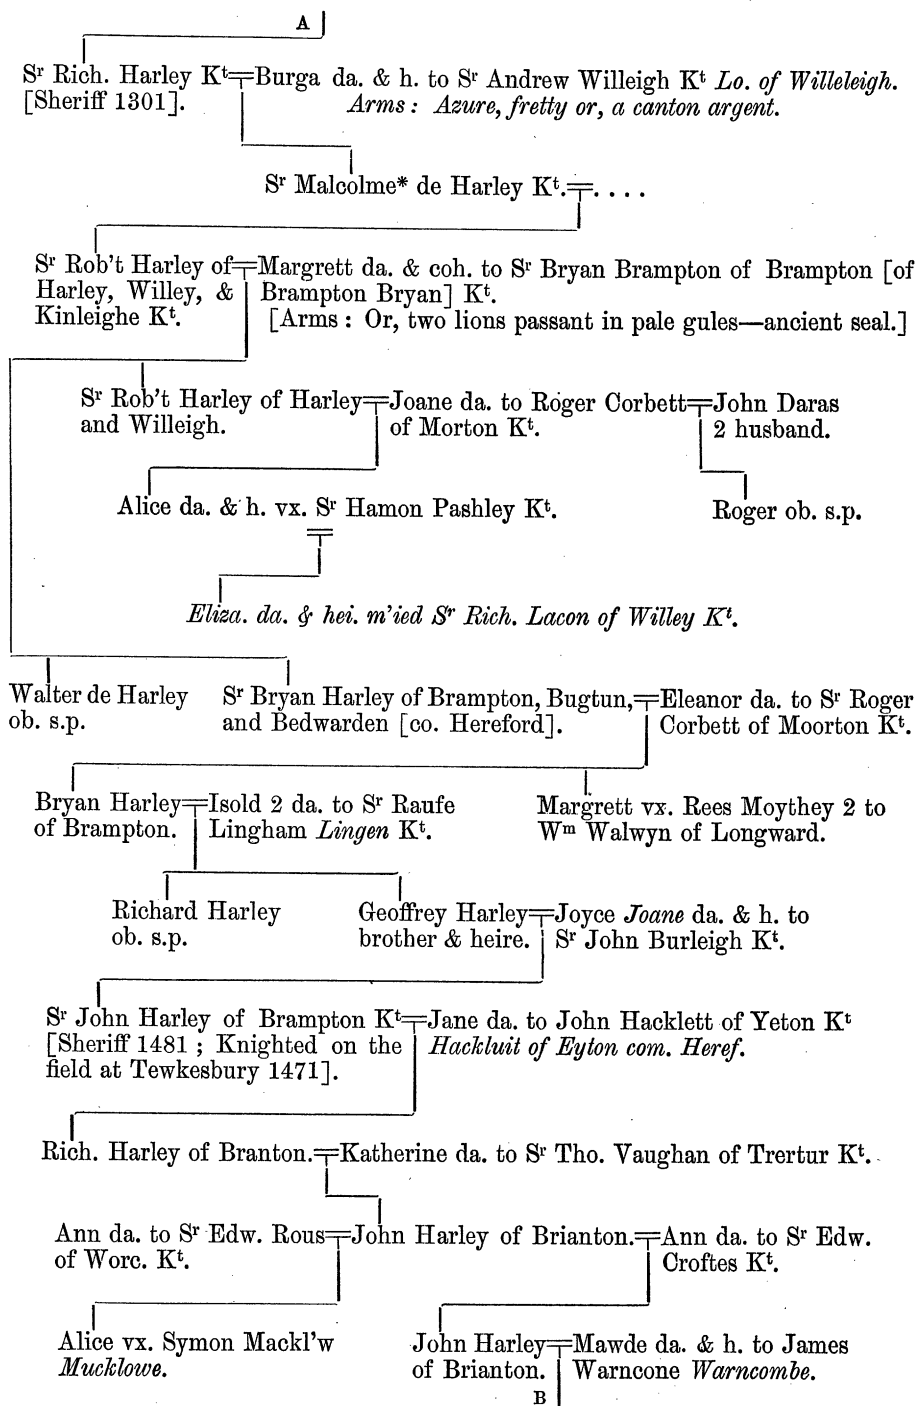 A
Sr Rich. Harley Kt=Burga da. & h. to Sr Andrew Willeigh Kt Lo. of Willeleigh.
[Sheriff 1301]. Arms: Azure, fretty or, a canton argent.
Sr Malcolme* de Harley Kt.=. . . .
Sr Rob't Harley of=Margrett da. & coh. to Sr Bryan Brampton of Brampton [of
Harley, Willey, & Brampton Bryan] Kt.
Kinleighe Kt. [Arms: Or, two lions passant in pale gules—ancient seal.]
Sr Rob't Harley of Harley=Joane da. to Roger Corbett=John Daras
and Willeigh. of Morton Kt. 2 husband.
Alice da. & h. vx. Sr Hamon Pashley Kt. Roger ob. s.p.
=
Eliza. da. & hei. m'ied Sr Rich. Lacon of Willey Kt.
Walter de Harley Sr Bryan Harley of Brampton, Bugtun,=Eleanor da. to Sr Roger
ob. s.p. and Bedwarden [co. Hereford]. Corbett of Moorton Kt.
Bryan Harley=Isold 2 da. to Sr Raufe Margrett vx. Rees Moythey 2 to
of Brampton. Lingham Lingen Kt. Wm Walwyn of Longward.
Richard Harley Geoffrey Harley=Joyce Joane da. & h. to
ob. s.p. brother & heire. Sr John Burleigh Kt.
Sr John Harley of Brampton Kt=Jane da. to John Hacklett of Yeton Kt
[Sheriff 1481; Knighted on the Hackluit of Eyton com. Heref.
field at Tewkesbury 1471].
Rich. Harley of Branton.=Katherine da. to Sr Tho. Vaughan of Trertur Kt.
Ann da. to Sr Edw. Rous=John Harley of Brianton.=Ann da. to Sr Edw.
of Worc. Kt. Croftes Kt.
Alice vx. Symon Mackl'w John Harley=Mawde da. & h. to James
Mucklowe. of Brianton. Warncone Warncombe.
B